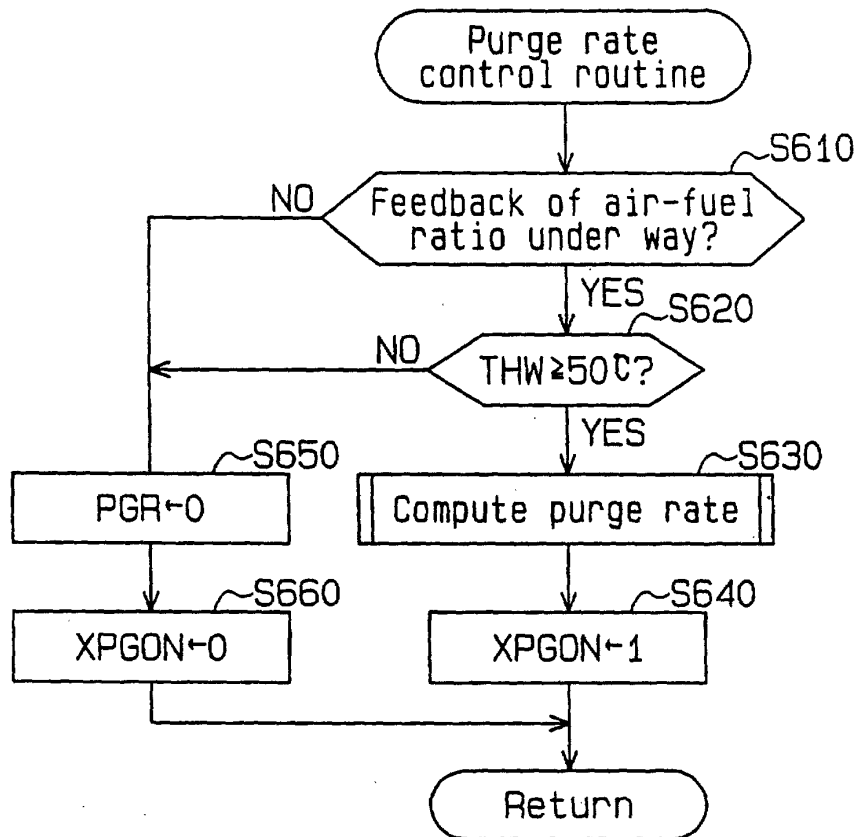 Purge rate
control routine
S610
NO
Feedback of air-fuel
ratio under way?
YES
S620
NO
THW≧50℃?
YES
S650
S630
PGR←0
Compute purge rate
S660
S640
XPGON←0
XPGON←1
Return